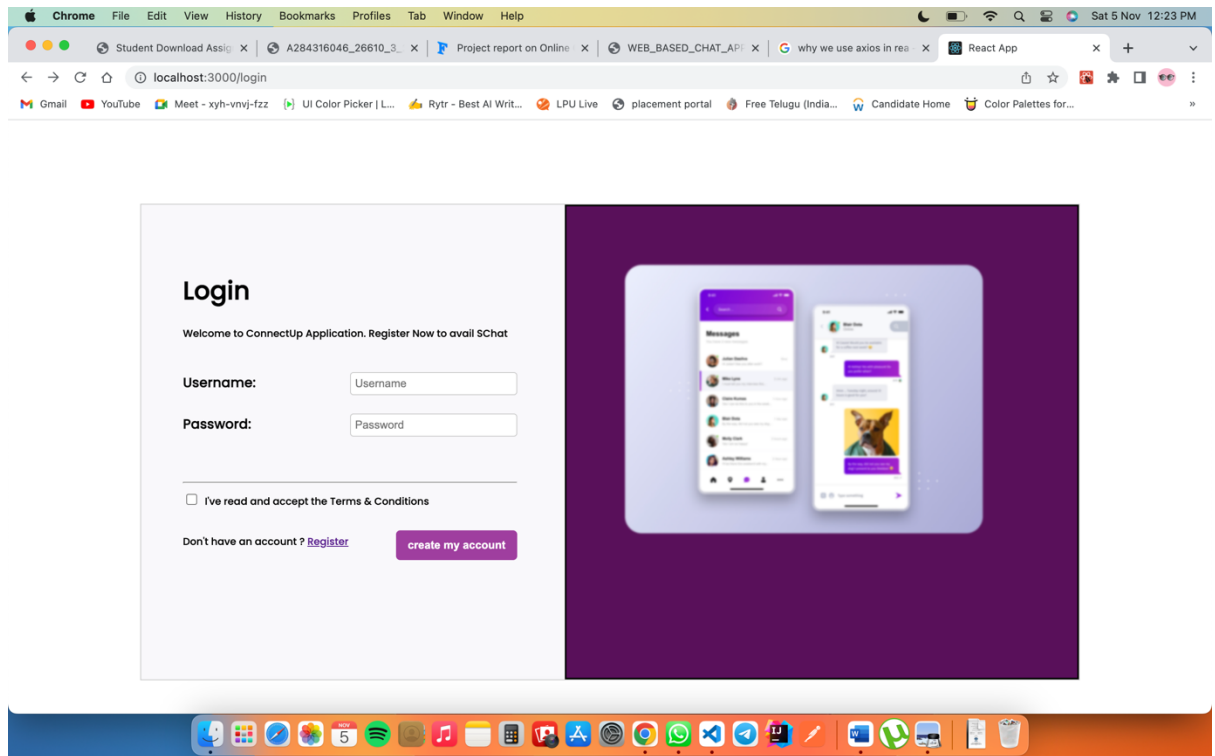 Chrome File Edit View History Bookmarks Profiles Tab Window Help Sat 5 Nov 12:23 PM
Student Download Assig A284316046_26610_3_ Project report on Online WEB_BASED_CHAT_APP why we use axios in rea React App
localhost:3000/login
Gmail YouTube Meet - xyh-vnvj-fzz UI Color Picker | L... Rytr - Best AI Writ... LPU Live placement portal Free Telugu (India... Candidate Home Color Palettes for... »
Login
Welcome to ConnectUp Application. Register Now to avail SChat
Username: Username
Password: Password
I've read and accept the Terms & Conditions
Don't have an account ? Register create my account
Messages
NOV
5